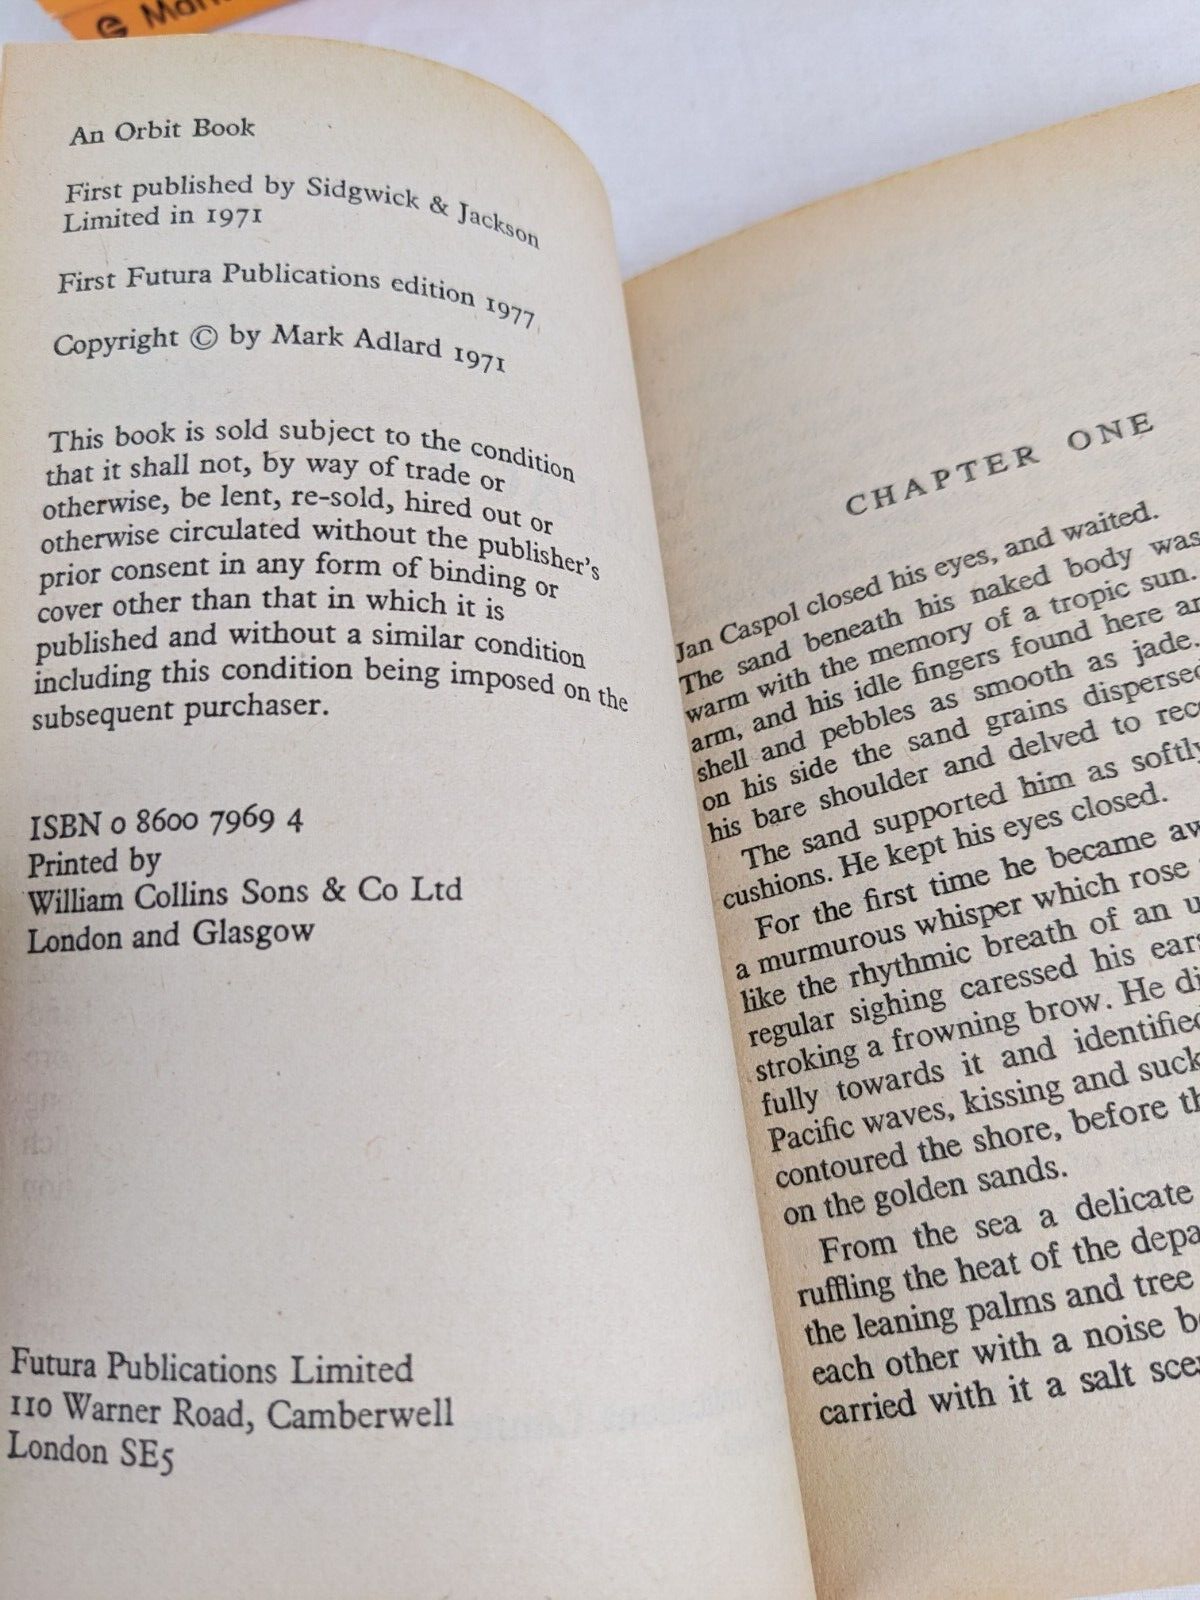 An Orbit Book
First published by Sidgwick & Jackson
Limited in 1971
First Futura Publications edition 1977
Copyright © by Mark Adlard 1971
This book is sold subject to the condition
that it shall not, by way of trade or
otherwise, be lent, re-sold, hired out or
otherwise circulated without the publisher's
prior consent in any form of binding or
cover other than that in which it is
published and without a similar condition
including this condition being imposed on the
subsequent purchaser.
ISBN 0 8600 7969 4
Printed by
William Collins Sons & Co Ltd
London and Glasgow
Futura Publications Limited
110 Warner Road, Camberwell
London SE5
CHAPTER ONE
Jan Caspol closed his eyes, and waited.
The sand beneath his naked body was
warm with the memory of a tropic sun.
arm, and his idle fingers found here
shell and pebbles as smooth as jade.
on his side the sand grains dispersed
his bare shoulder and delved to
The sand supported him as softly
cushions. He kept his eyes closed.
For the first time he became
a murmurous whisper which rose
like the rhythmic breath of an
regular sighing caressed his ears
stroking a frowning brow. He
fully towards it and identified
Pacific waves, kissing and
contoured the shore, before
on the golden sands.
From the sea a delicate
ruffling the heat of the
the leaning palms and tree
each other with a noise
carried with it a salt